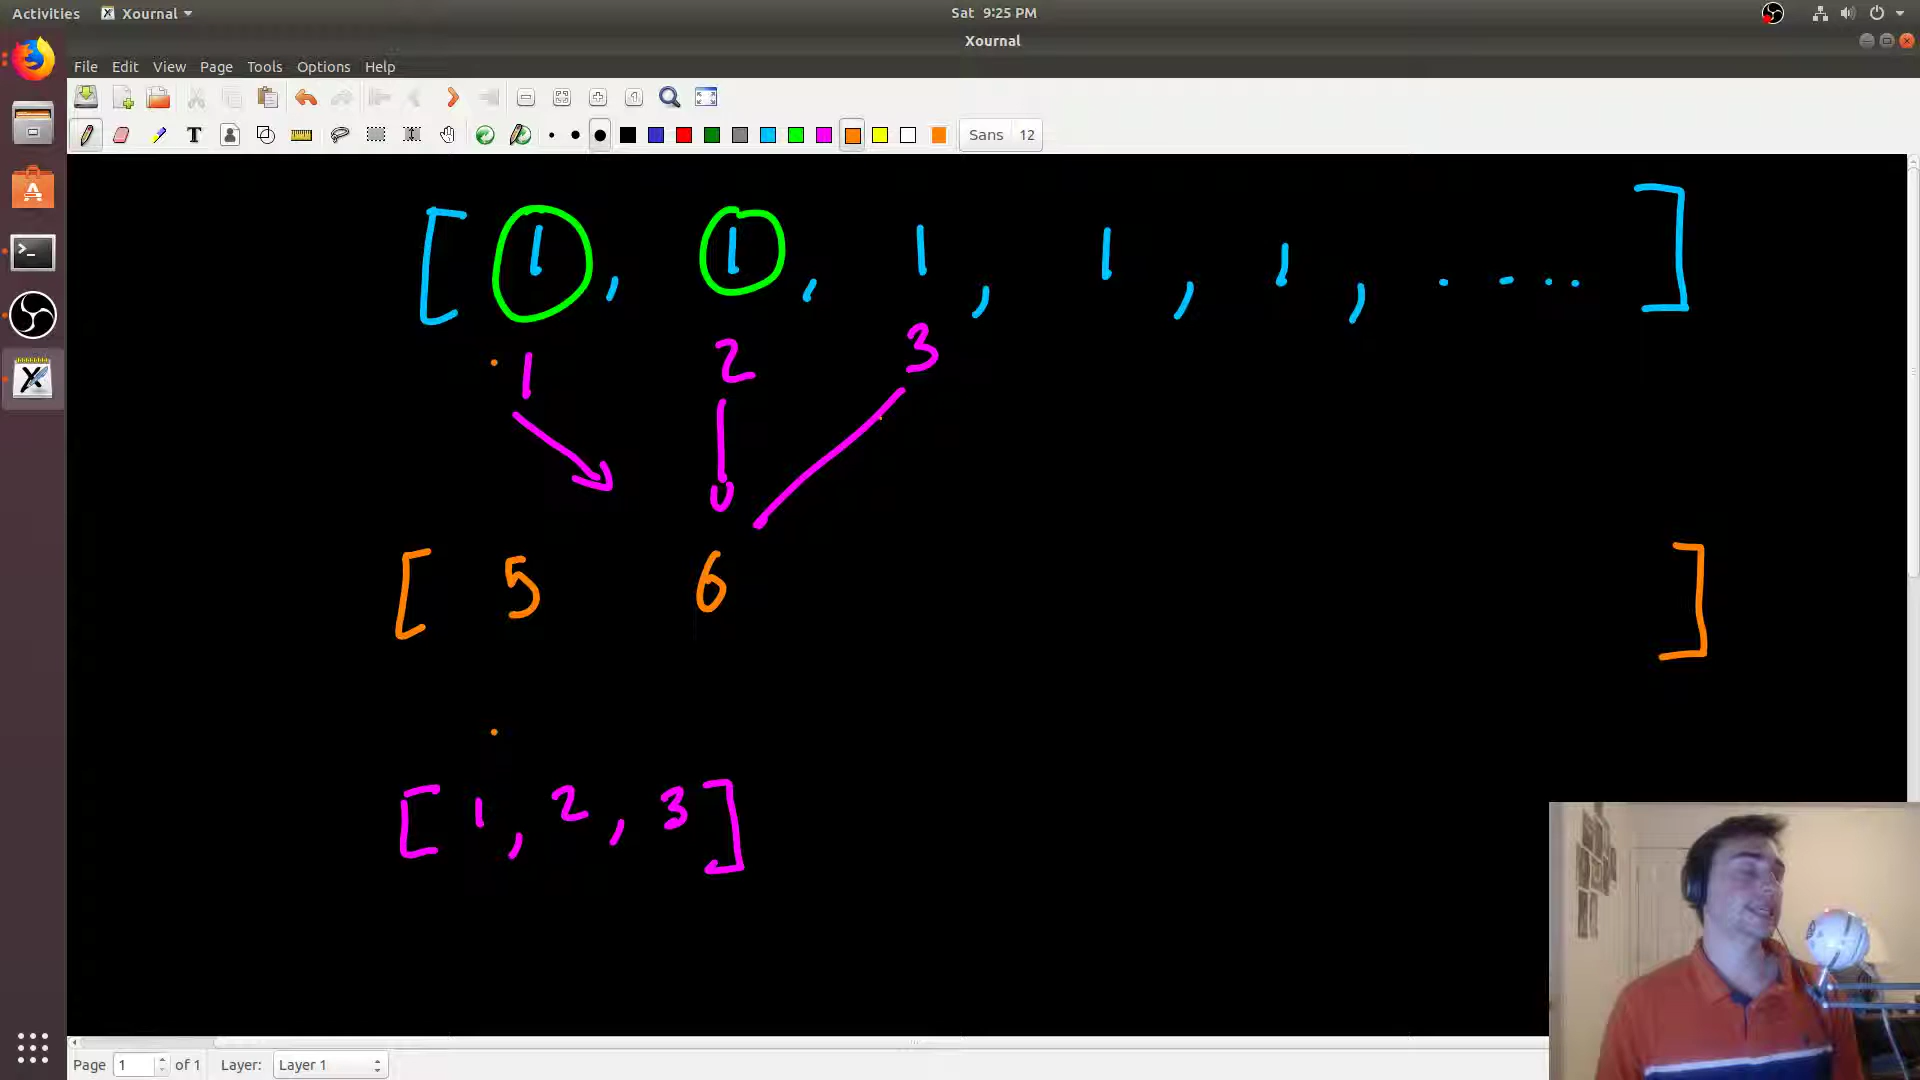 Activities Xournal Sat 9:25 PM
Xournal
File Edit View Page Tools Options Help
T Sans 12
[ 1, 1, 1, 1, 1, ..... ]
1 2 3
[ 5 6 ]
[ 1, 2, 3 ]
Page 1 of 1 Layer: Layer 1